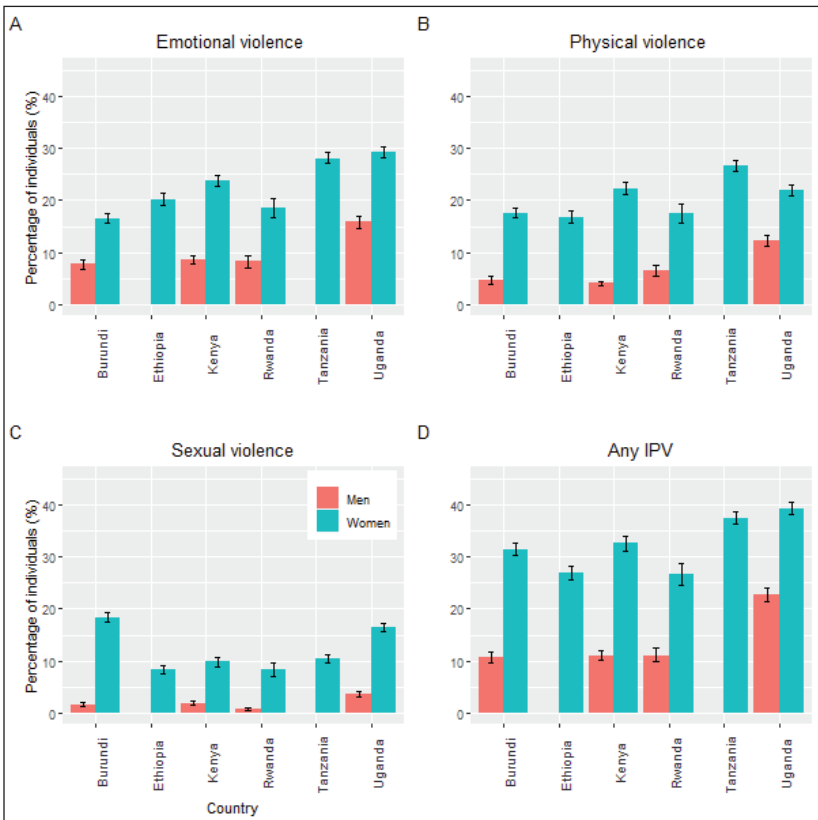 A
Emotional violence
Percentage of individuals (%)
40
30
20
10
0
Burundi
Ethiopia
Kenya
Rwanda
Tanzania
Uganda
B
Physical violence
40
30
20
10
0
Burundi
Ethiopia
Kenya
Rwanda
Tanzania
Uganda
C
Sexual violence
Percentage of individuals (%)
40
30
20
10
0
Men
Women
Burundi
Ethiopia
Kenya
Rwanda
Tanzania
Uganda
Country
D
Any IPV
40
30
20
10
0
Burundi
Ethiopia
Kenya
Rwanda
Tanzania
Uganda